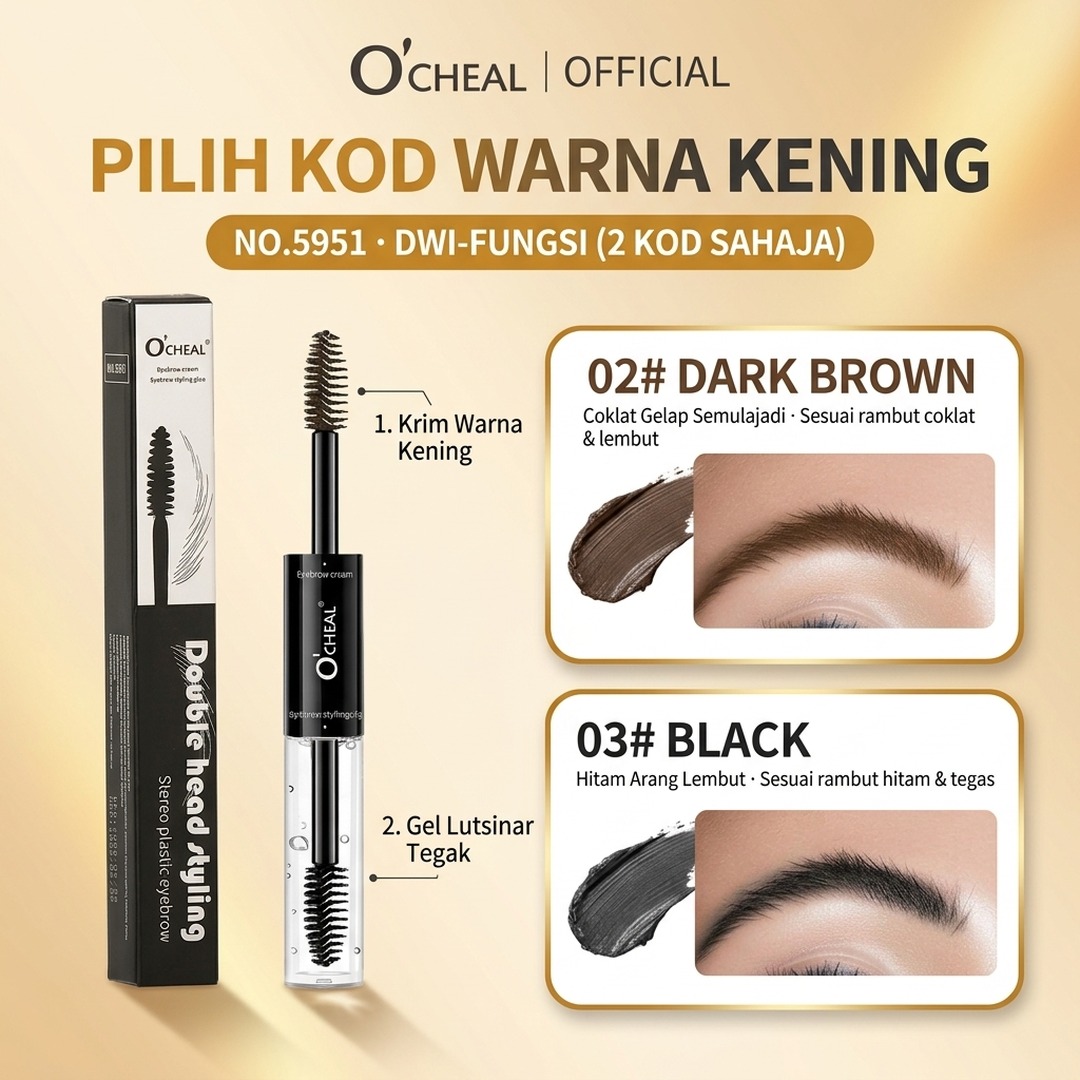 O'CHEAL | OFFICIAL
PILIH KOD WARNA KENING
NO.5951 · DWI-FUNGSI (2 KOD SAHAJA)
O'CHEAL®
Double head styling
Stereo plastic eyebrow
1. Krim Warna
Kening
Eyebrow cream
O'CHEAL®
2. Gel Lutsinar
Tegak
02# DARK BROWN
Coklat Gelap Semulajadi · Sesuai rambut coklat
& lembut
03# BLACK
Hitam Arang Lembut · Sesuai rambut hitam & tegas